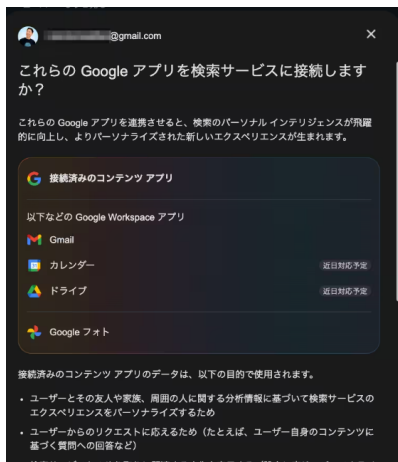 @gmail.com
これらの Google アプリを検索サービスに接続します
か？
これらの Google アプリを連携させると、検索のパーソナル インテリジェンスが飛躍
的に向上し、よりパーソナライズされた新しいエクスペリエンスが生まれます。
接続済みのコンテンツ アプリ
以下などの Google Workspace アプリ
Gmail
カレンダー 近日対応予定
ドライブ 近日対応予定
Google フォト
接続済みのコンテンツ アプリのデータは、以下の目的で使用されます。
• ユーザーとその友人や家族、周囲の人に関する分析情報に基づいて検索サービスの
エクスペリエンスをパーソナライズするため
• ユーザーからのリクエストに応えるため（たとえば、ユーザー自身のコンテンツに
基づく質問への回答など）